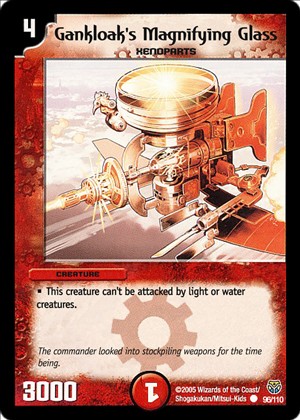 4 Gankloak's Magnifying Glass
XENOPARTS
CREATURE
▪ This creature can't be attacked by light or water
creatures.
The commander looked into stockpiling weapons for the time
being.
3000
1
©2005 Wizards of the Coast/
Shogakukan/Mitsui-Kids ● 96/110